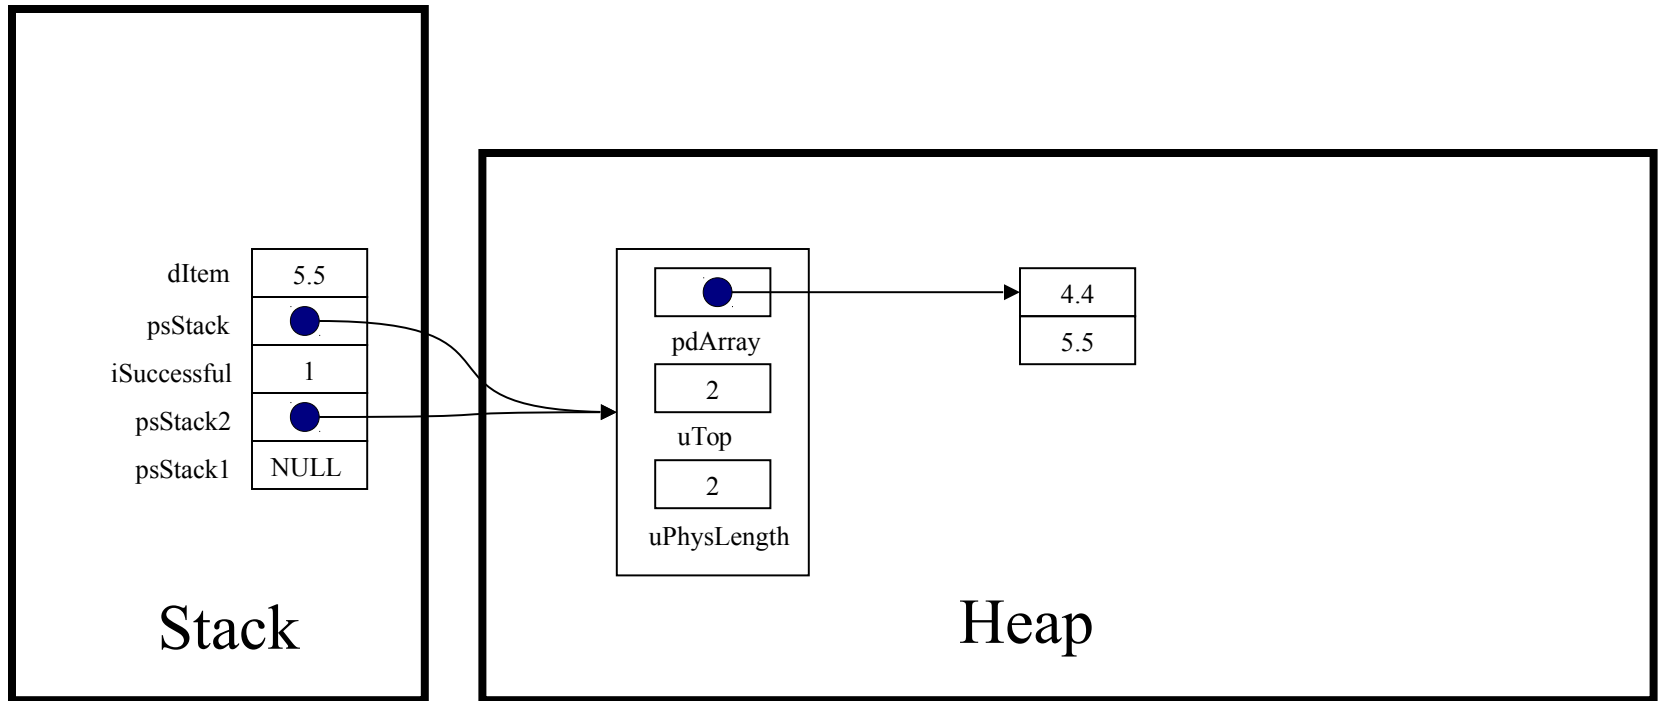 dItem 5.5
psStack
iSuccessful 1
psStack2
psStack1 NULL
Stack
pdArray
2
uTop
2
uPhysLength
4.4
5.5
Heap